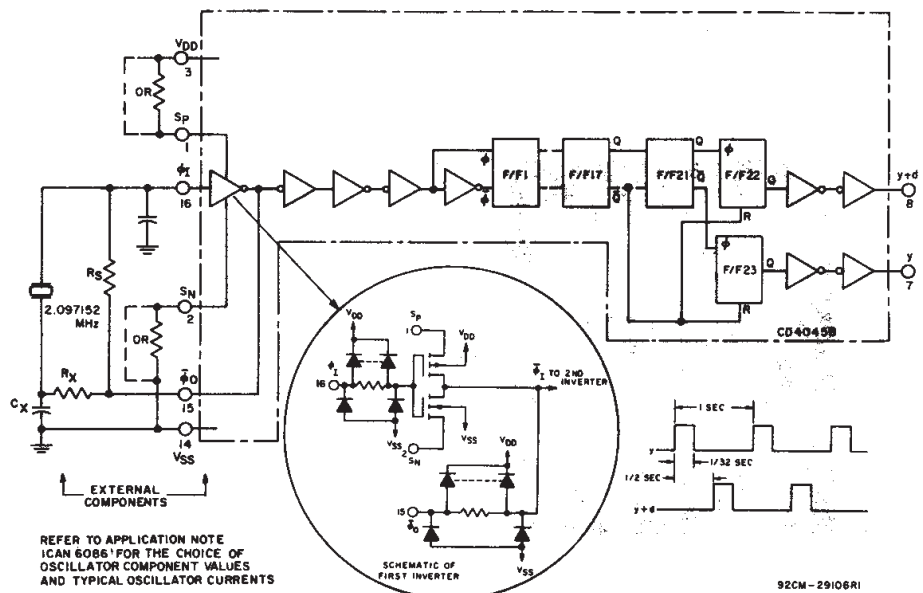 VDD
3
OR
SP
1
φI
16
RS
2.097152
MHz
SN
2
OR
RX
φ̄O
15
CX
14
VSS
EXTERNAL
COMPONENTS
REFER TO APPLICATION NOTE
ICAN 6086' FOR THE CHOICE OF
OSCILLATOR COMPONENT VALUES
AND TYPICAL OSCILLATOR CURRENTS
φ
φ̄
F/F1
F/F17
Q
Q̄
F/F21
Q
Q̄
φ
F/F22
Q
R
y+d
8
φ
F/F23
Q
R
y
7
CD4045B
SP
1
VDD
VDD
φI
16
φ̄I TO 2ND
INVERTER
VSS
VSS
2
SN
VDD
15
φ̄O
VSS
SCHEMATIC OF
FIRST INVERTER
1 SEC
y
1/32 SEC
1/2 SEC
y+d
92CM-29106R1